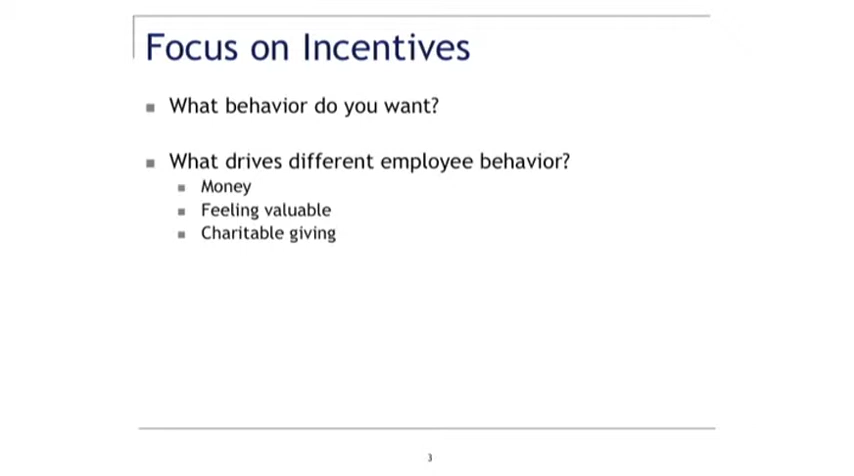 Focus on Incentives
What behavior do you want?
What drives different employee behavior?
Money
Feeling valuable
Charitable giving
3